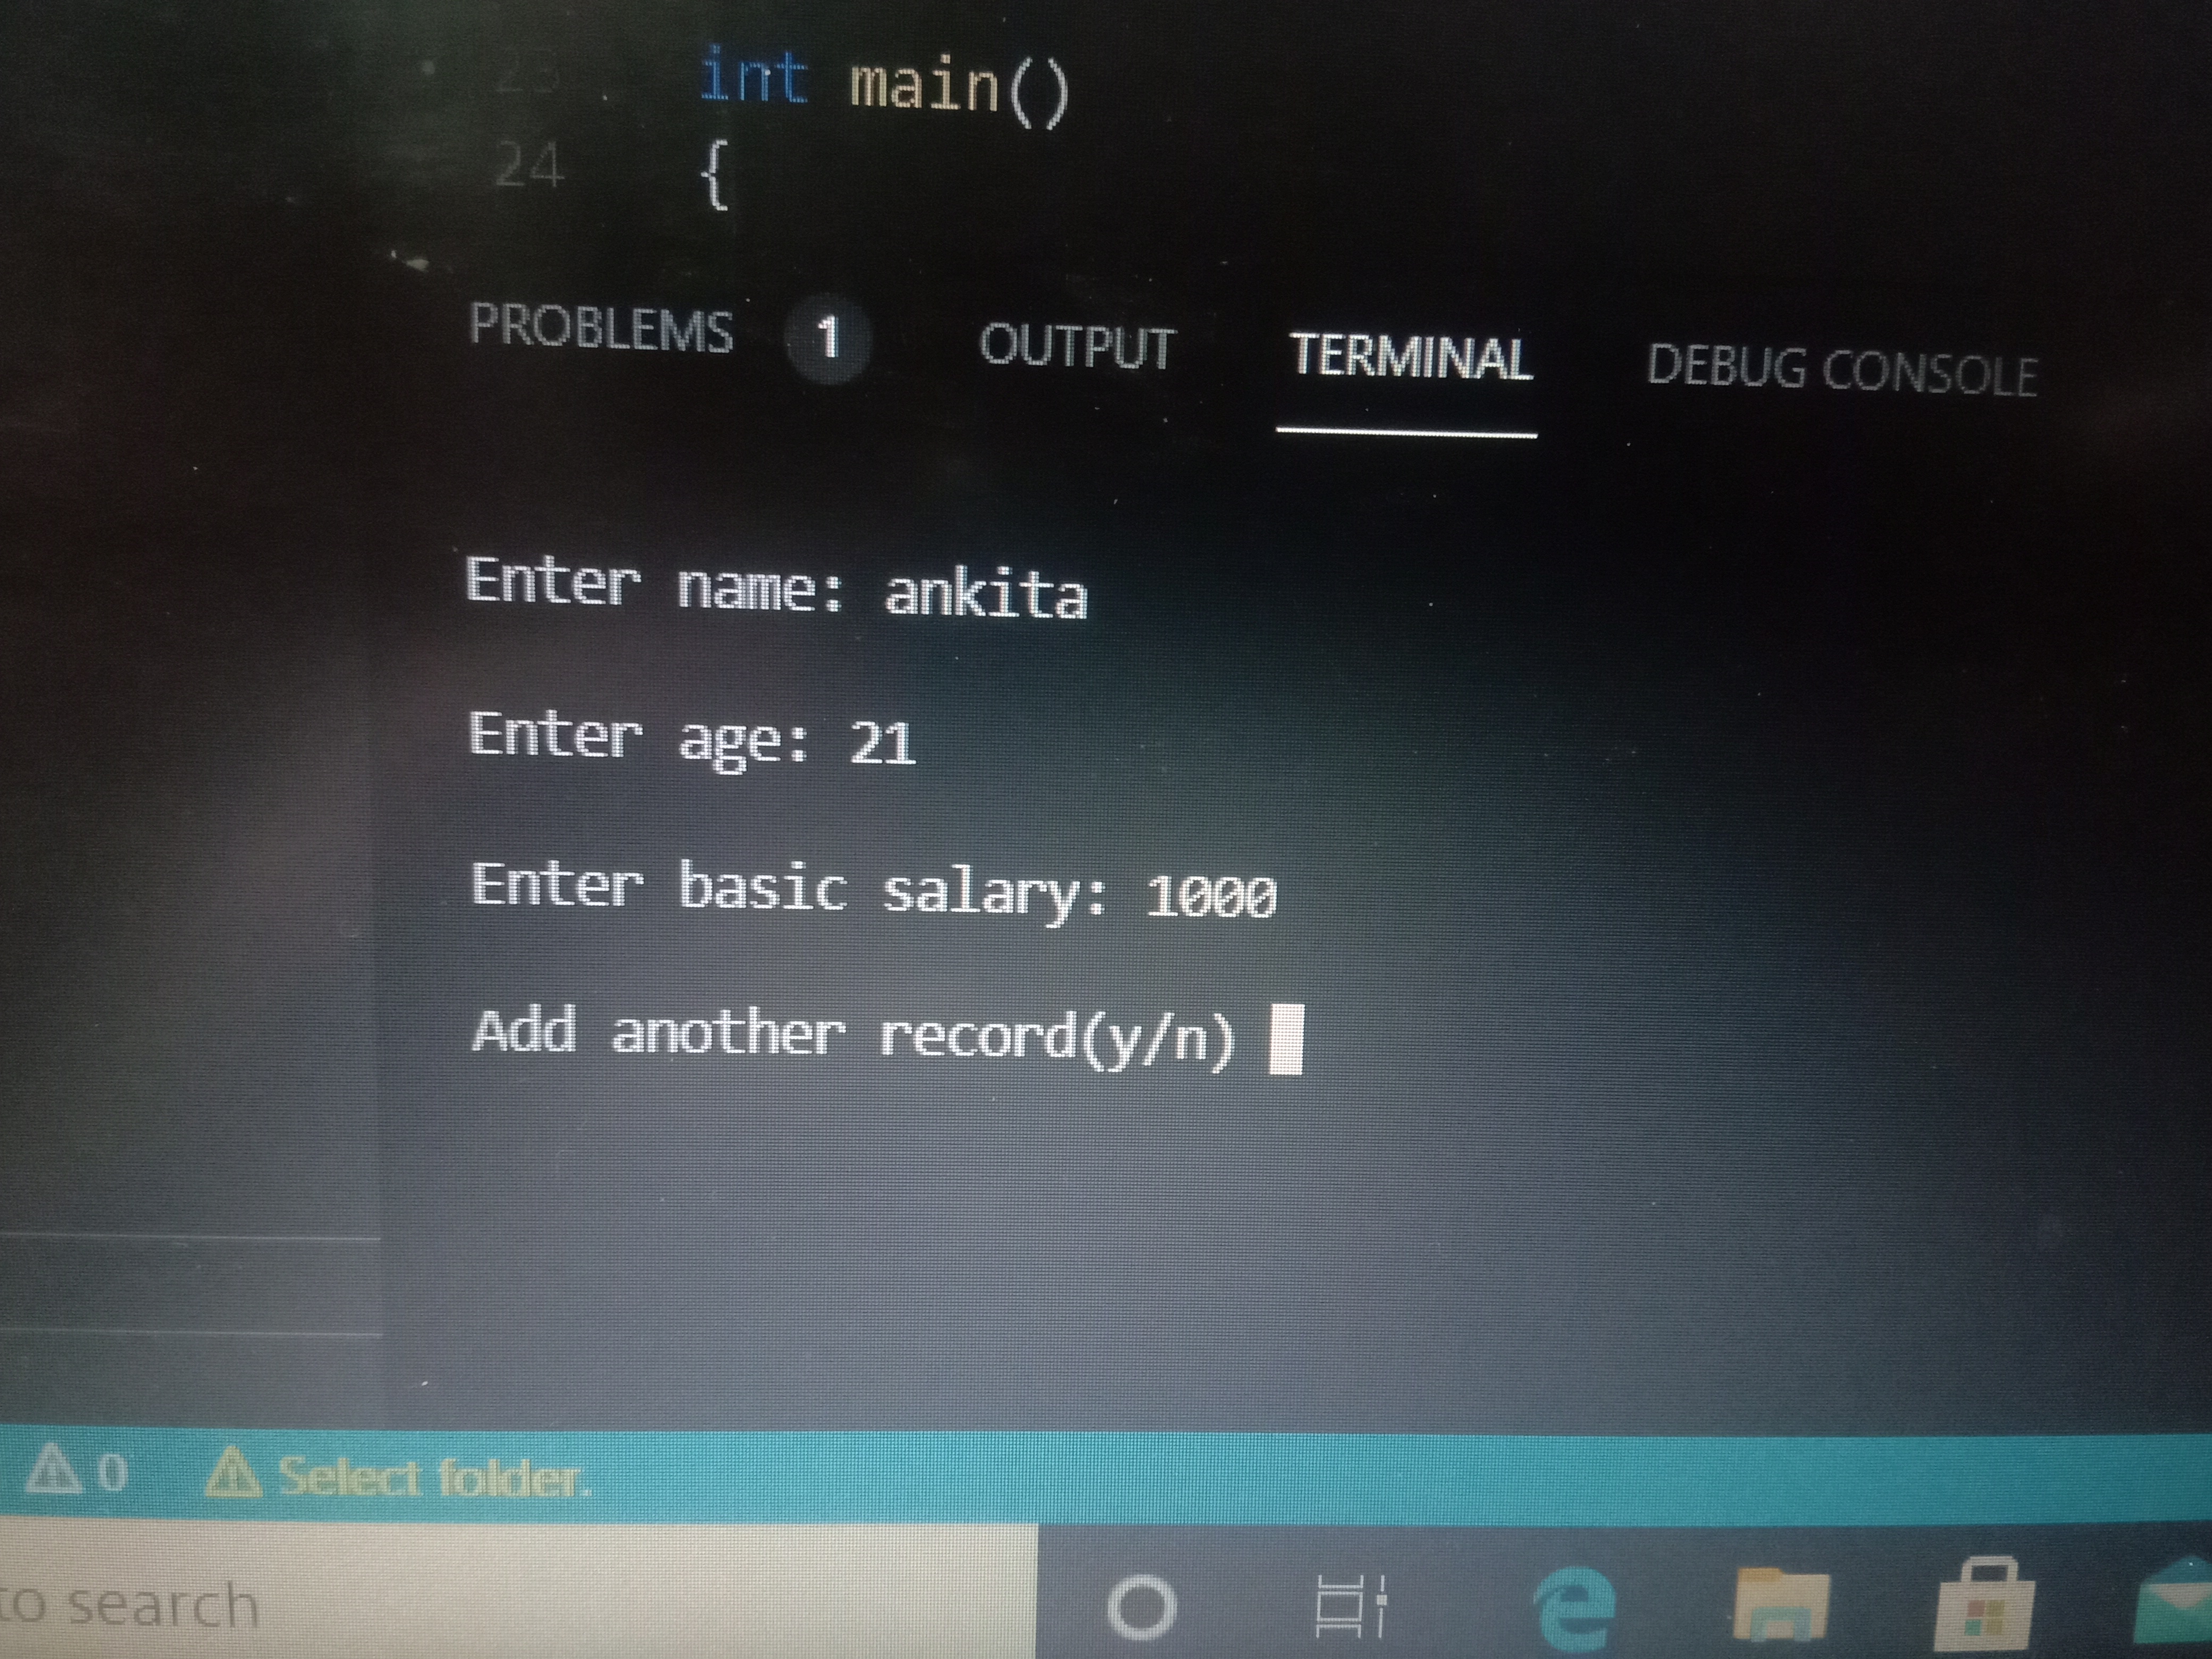 23 int main()
24 {
PROBLEMS 1 OUTPUT TERMINAL DEBUG CONSOLE
Enter name: ankita
Enter age: 21
Enter basic salary: 1000
Add another record(y/n)
0 Select folder.
to search